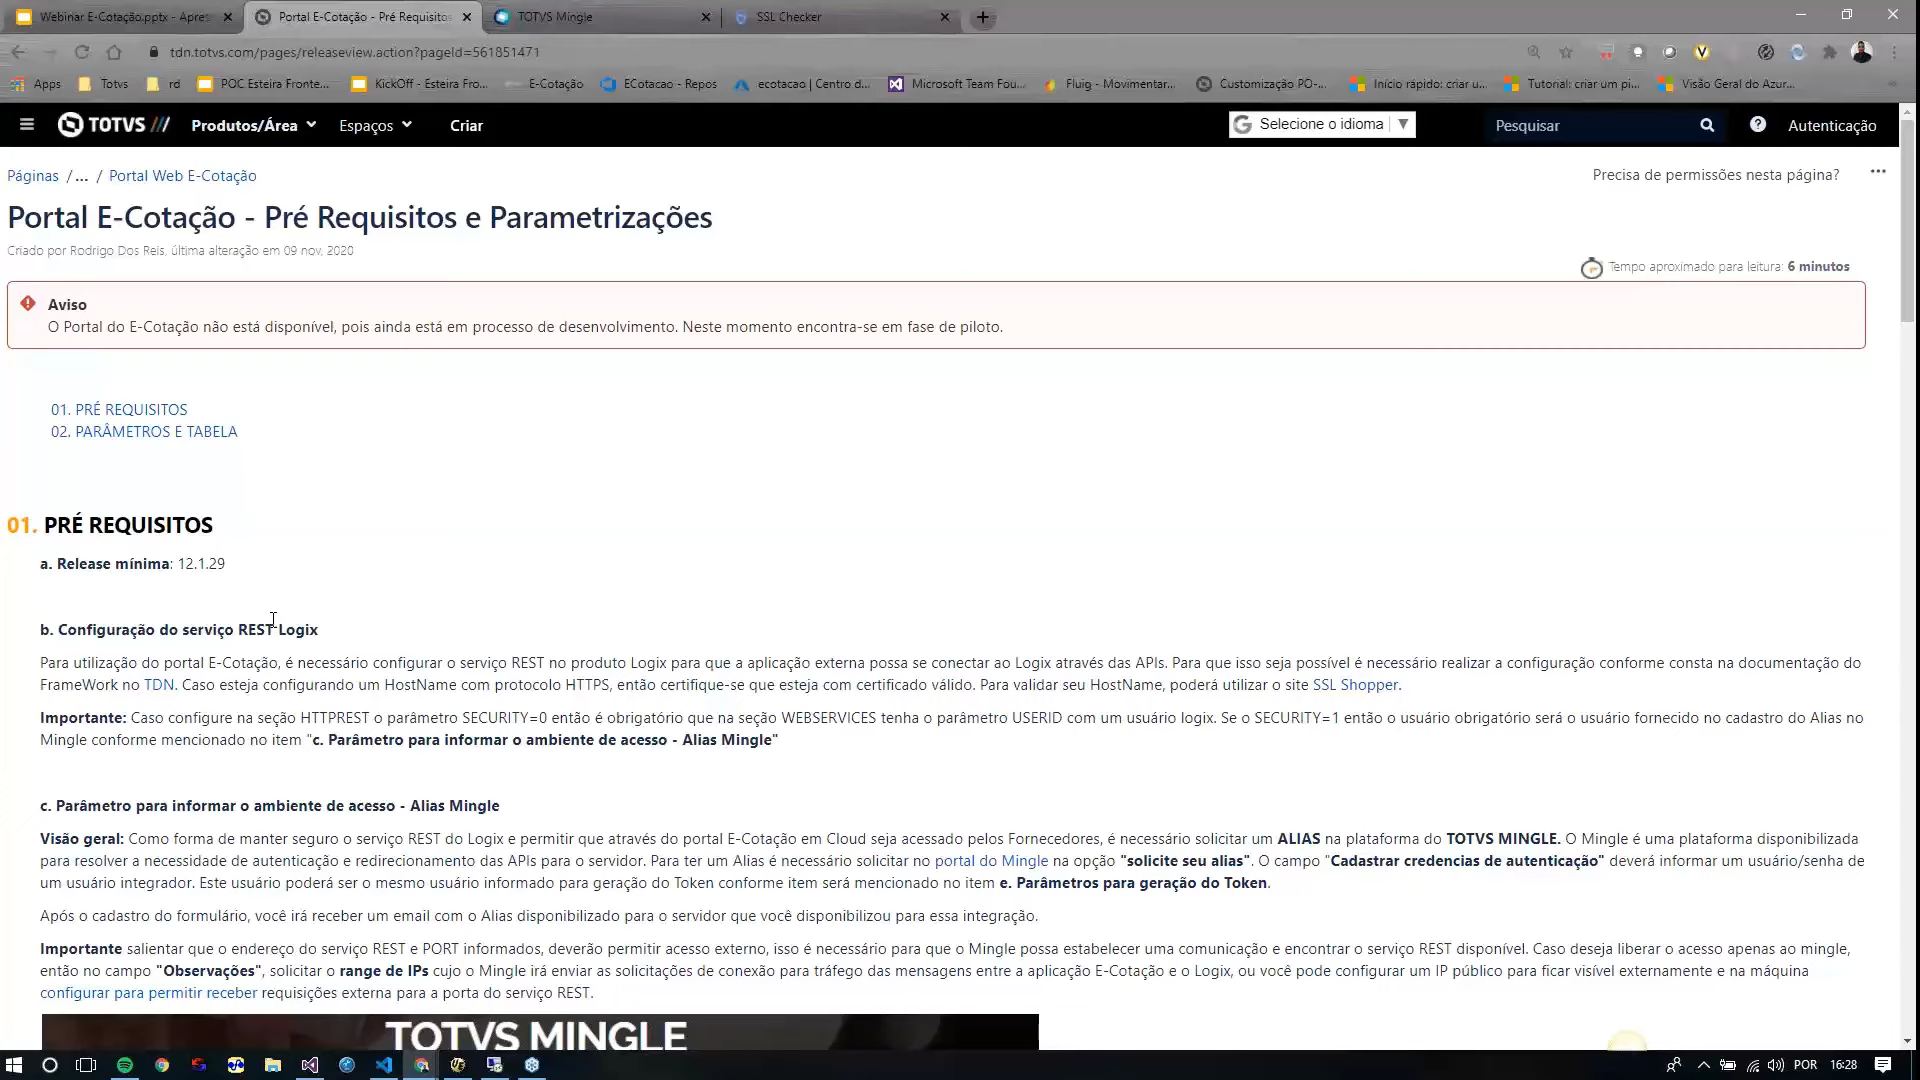 Webinar E-Cotação.pptx - Apre
Portal E-Cotação - Pré Requisitos
TOTVS Mingle
SSL Checker
tdn.totvs.com/pages/releaseview.action?pageId=561851471
Apps
Totvs
rd
POC Esteira Fronte...
KickOff - Esteira Fro...
E-Cotação
ECotacao - Repos
ecotacao | Centro d...
Microsoft Team Fou...
Fluig - Movimentar...
Customização PO-...
Início rápido: criar u...
Tutorial: criar um pi...
Visão Geral do Azur...
TOTVS ///
Produtos/Área
Espaços
Criar
Selecione o idioma
Pesquisar
Autenticação
Páginas /... / Portal Web E-Cotação
Precisa de permissões nesta página?
Portal E-Cotação - Pré Requisitos e Parametrizações
Criado por Rodrigo Dos Reis, última alteração em 09 nov, 2020
Tempo aproximado para leitura: 6 minutos
Aviso
O Portal do E-Cotação não está disponível, pois ainda está em processo de desenvolvimento. Neste momento encontra-se em fase de piloto.
01. PRÉ REQUISITOS
02. PARÂMETROS E TABELA
01. PRÉ REQUISITOS
a. Release mínima: 12.1.29
b. Configuração do serviço REST Logix
Para utilização do portal E-Cotação, é necessário configurar o serviço REST no produto Logix para que a aplicação externa possa se conectar ao Logix através das APIs. Para que isso seja possível é necessário realizar a configuração conforme consta na documentação do
FrameWork no TDN. Caso esteja configurando um HostName com protocolo HTTPS, então certifique-se que esteja com certificado válido. Para validar seu HostName, poderá utilizar o site SSL Shopper.
Importante: Caso configure na seção HTTPREST o parâmetro SECURITY=0 então é obrigatório que na seção WEBSERVICES tenha o parâmetro USERID com um usuário logix. Se o SECURITY=1 então o usuário obrigatório será o usuário fornecido no cadastro do Alias no
Mingle conforme mencionado no item "c. Parâmetro para informar o ambiente de acesso - Alias Mingle"
c. Parâmetro para informar o ambiente de acesso - Alias Mingle
Visão geral: Como forma de manter seguro o serviço REST do Logix e permitir que através do portal E-Cotação em Cloud seja acessado pelos Fornecedores, é necessário solicitar um ALIAS na plataforma do TOTVS MINGLE. O Mingle é uma plataforma disponibilizada
para resolver a necessidade de autenticação e redirecionamento das APIs para o servidor. Para ter um Alias é necessário solicitar no portal do Mingle na opção "solicite seu alias". O campo "Cadastrar credencias de autenticação" deverá informar um usuário/senha de
um usuário integrador. Este usuário poderá ser o mesmo usuário informado para geração do Token conforme item será mencionado no item e. Parâmetros para geração do Token.
Após o cadastro do formulário, você irá receber um email com o Alias disponibilizado para o servidor que você disponibilizou para essa integração.
Importante salientar que o endereço do serviço REST e PORT informados, deverão permitir acesso externo, isso é necessário para que o Mingle possa estabelecer uma comunicação e encontrar o serviço REST disponível. Caso deseja liberar o acesso apenas ao mingle,
então no campo "Observações", solicitar o range de IPs cujo o Mingle irá enviar as solicitações de conexão para tráfego das mensagens entre a aplicação E-Cotação e o Logix, ou você pode configurar um IP público para ficar visível externamente e na máquina
configurar para permitir receber requisições externa para a porta do serviço REST.
TOTVS MINGLE
POR
16:28